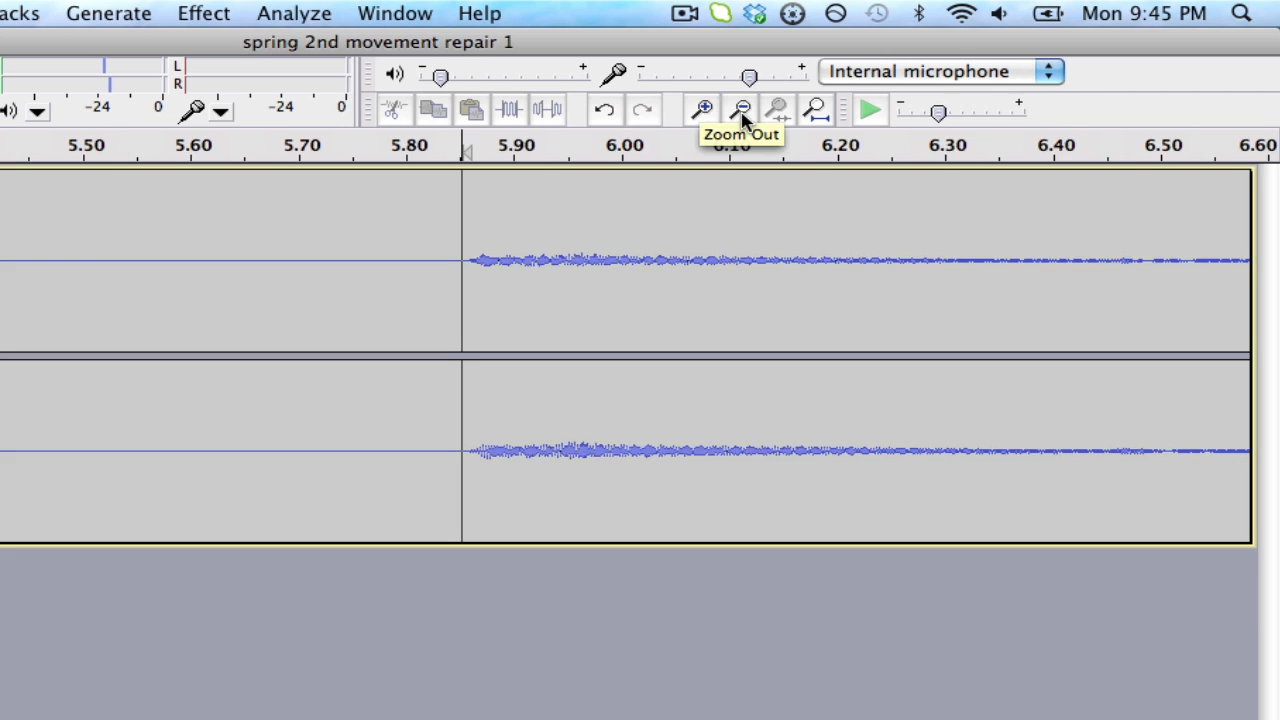 acks Generate Effect Analyze Window Help Mon 9:45 PM
spring 2nd movement repair 1
L
R
- + - + Internal microphone
-24 0 -24 0
- +
Zoom Out
5.50 5.60 5.70 5.80 5.90 6.00 6.10 6.20 6.30 6.40 6.50 6.60